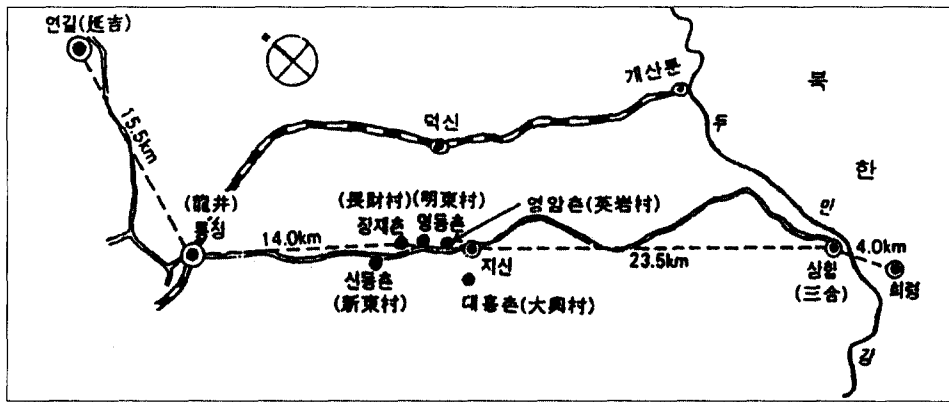 연길(延吉)
북
한
개산툰
두
만
강
덕신
15.5km
(龍井)
룡정
(長財村)(明東村)
장재촌 명동촌
영암촌(英岩村)
14.0km
신동촌
(新東村)
지신
대흥촌(大興村)
23.5km
4.0km
삼합
(三合)
회령